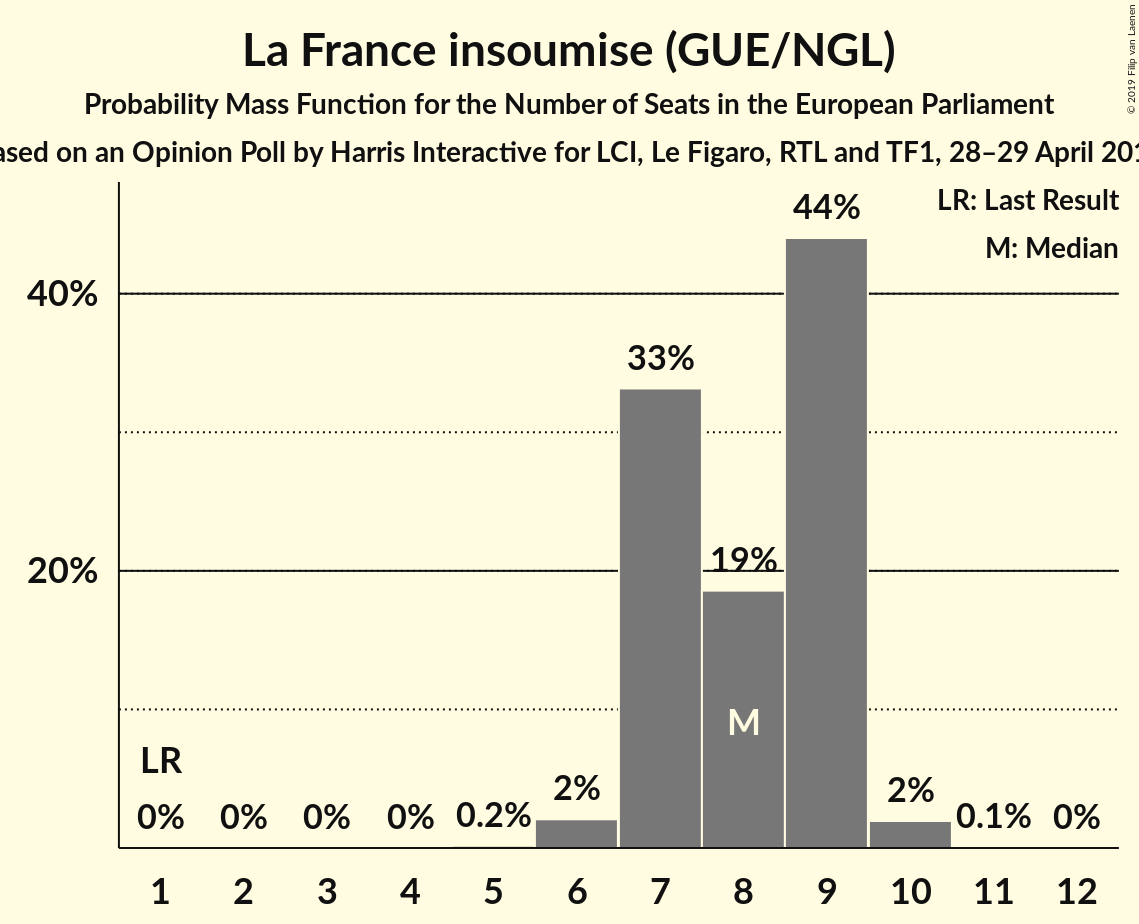 La France insoumise (GUE/NGL)
Probability Mass Function for the Number of Seats in the European Parliament
ased on an Opinion Poll by Harris Interactive for LCI, Le Figaro, RTL and TF1, 28–29 April 201
© 2019 Filip van Laenen
LR: Last Result
M: Median
44%
40%
33%
20%
19%
M
LR
0% 0% 0% 0% 0.2% 2% 2% 0.1% 0%
1 2 3 4 5 6 7 8 9 10 11 12